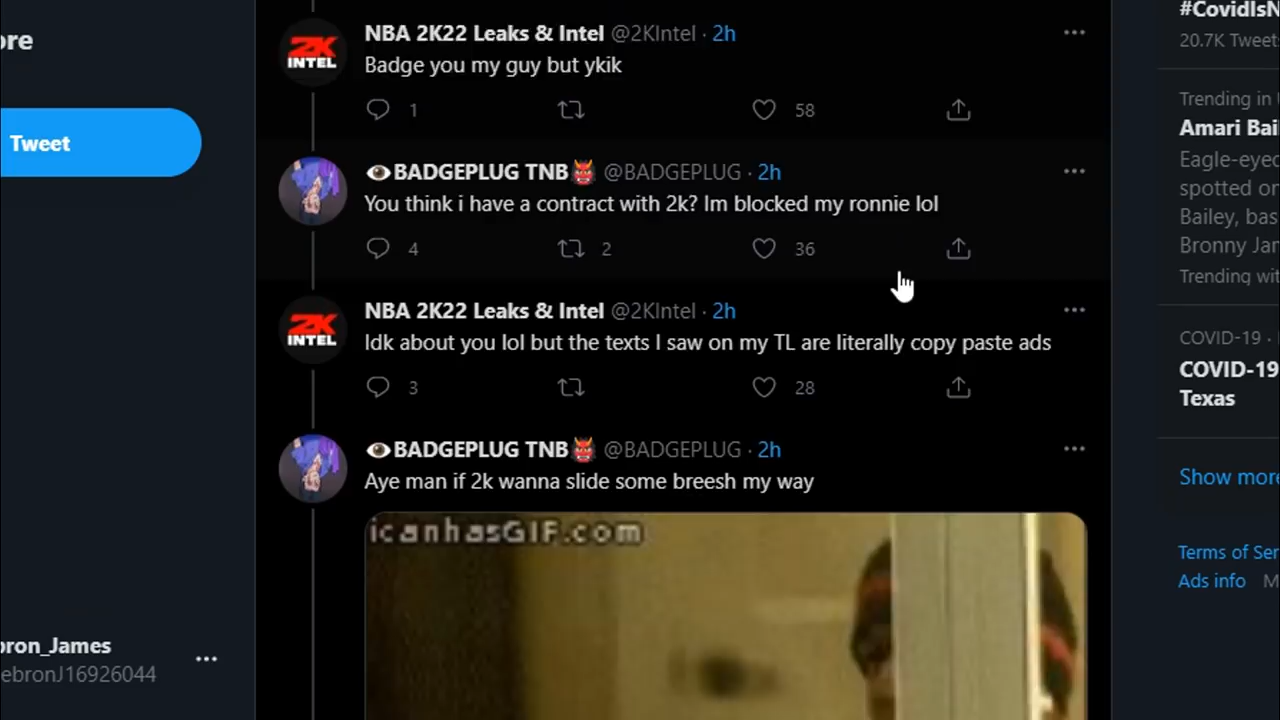 ore
Tweet
NBA 2K22 Leaks & Intel @2KIntel · 2h
2K
INTEL
Badge you my guy but ykik
1
58
👁BADGEPLUG TNB👹 @BADGEPLUG · 2h
You think i have a contract with 2k? Im blocked my ronnie lol
4
2
36
NBA 2K22 Leaks & Intel @2KIntel · 2h
2K
INTEL
Idk about you lol but the texts I saw on my TL are literally copy paste ads
3
28
👁BADGEPLUG TNB👹 @BADGEPLUG · 2h
Aye man if 2k wanna slide some breesh my way
icanhasGIF.com
bron_James
ebronJ16926044
#CovidIsN
20.7K Tweet
Trending in
Amari Bai
Eagle-eye
spotted or
Bailey, bas
Bronny Jar
Trending wit
COVID-19 ·
COVID-19
Texas
Show more
Terms of Ser
Ads info M